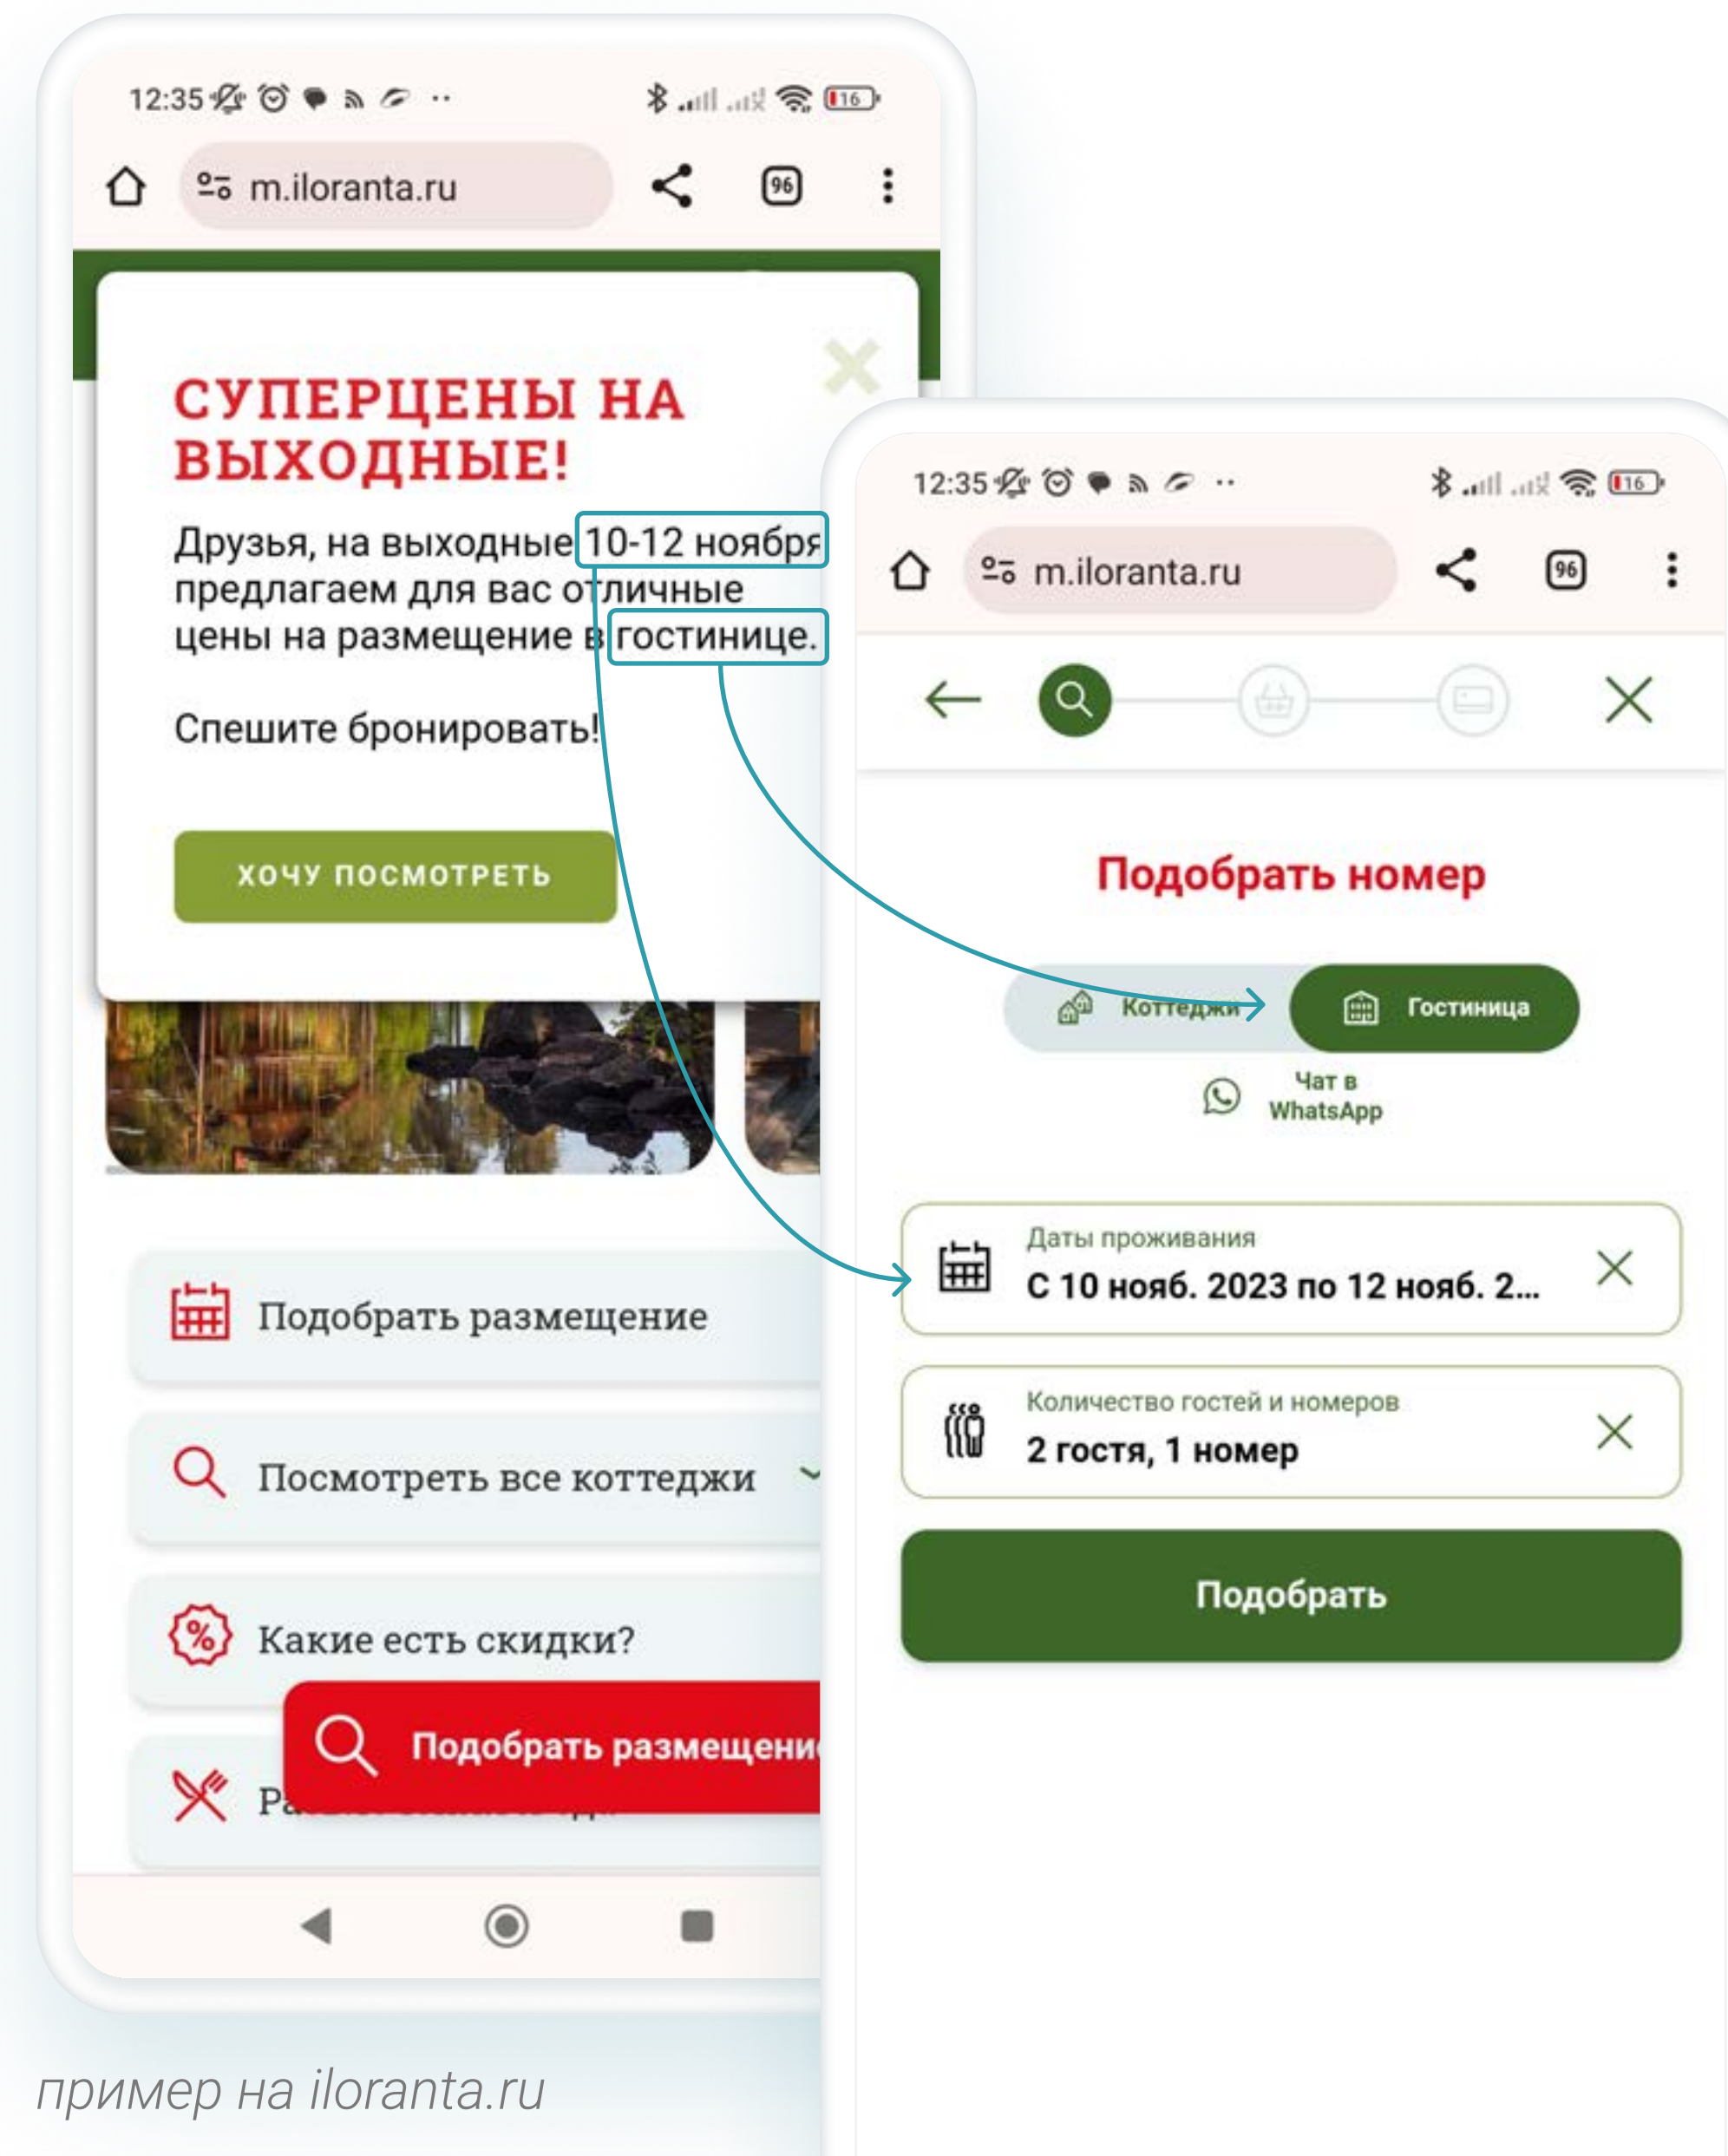 12:35
16
m.iloranta.ru
96
СУПЕРЦЕНЫ НА
ВЫХОДНЫЕ!
Друзья, на выходные 10-12 ноября
предлагаем для вас отличные
цены на размещение в гостинице.
Спешите бронировать!
ХОЧУ ПОСМОТРЕТЬ
Подобрать размещение
Посмотреть все коттеджи
Какие есть скидки?
Подобрать размещени
12:35
16
m.iloranta.ru
96
Подобрать номер
Коттеджи
Гостиница
Чат в
WhatsApp
Даты проживания
С 10 нояб. 2023 по 12 нояб. 2...
Количество гостей и номеров
2 гостя, 1 номер
Подобрать
пример на iloranta.ru